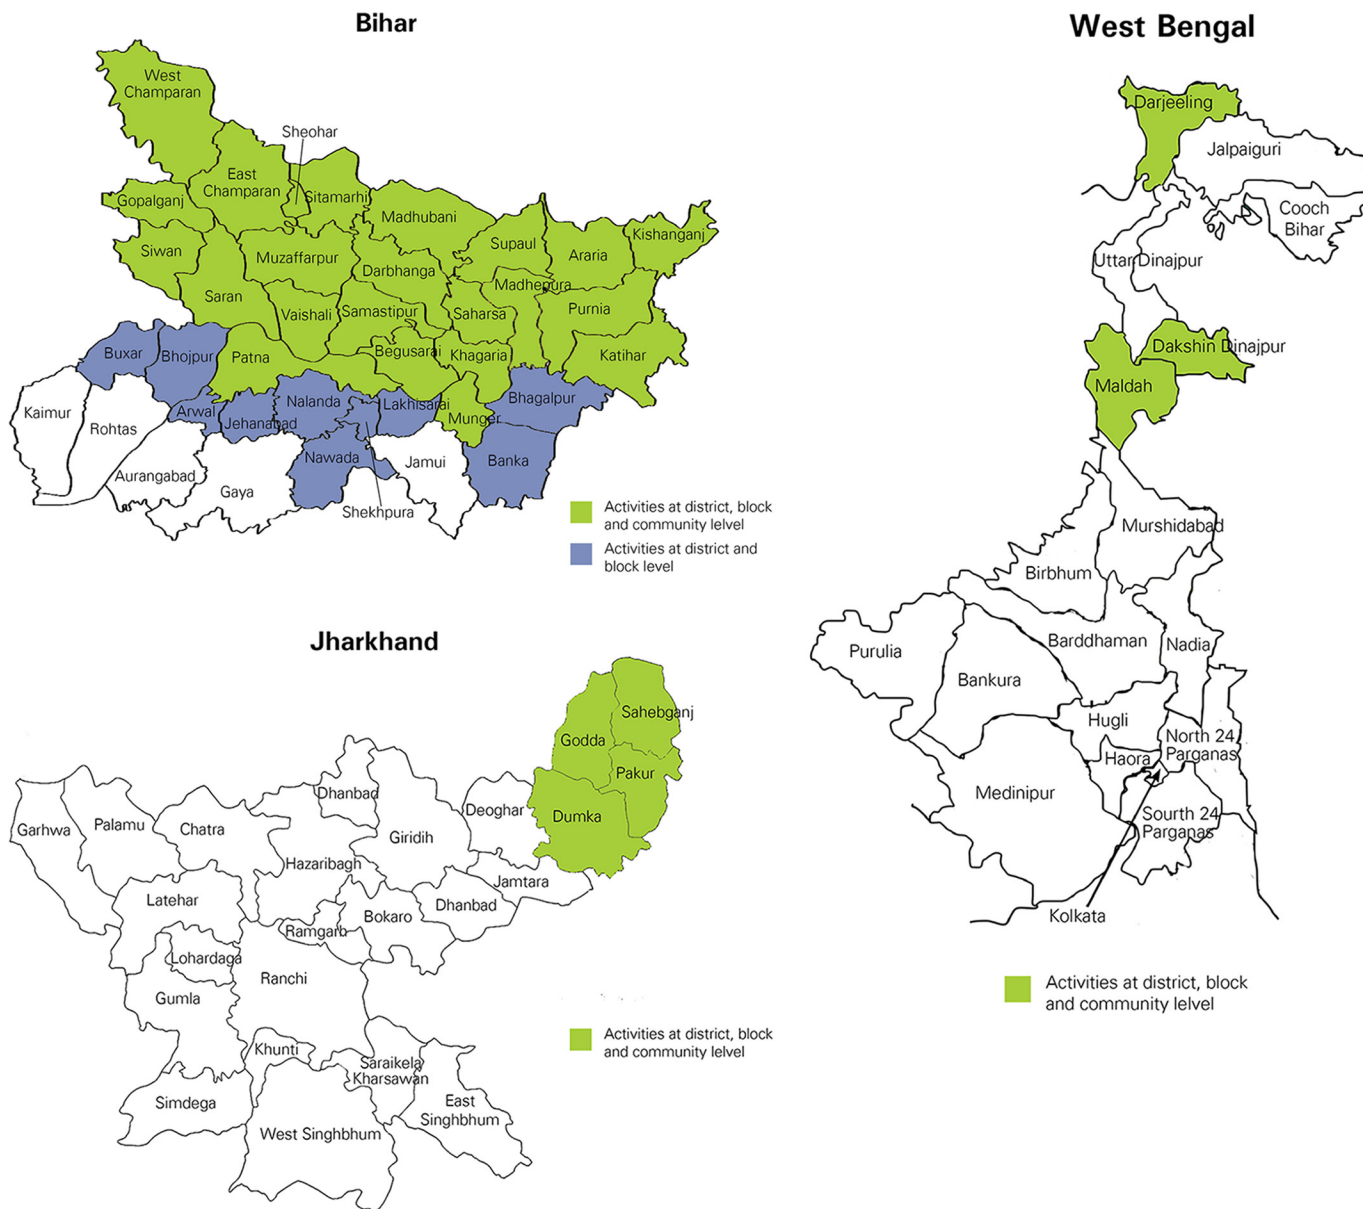 Bihar
West
Champaran
Sheohar
East
Champaran
Sitamarhi
Gopalganj
Madhubani
Kishanganj
Siwan
Muzaffarpur
Supaul
Araria
Darbhanga
Madhepura
Saran
Vaishali
Samastipur
Saharsa
Purnia
Buxar
Bhojpur
Patna
Begusarai
Khagaria
Katihar
Kaimur
Rohtas
Arwal
Jehanabad
Nalanda
Lakhisarai
Munger
Bhagalpur
Aurangabad
Gaya
Nawada
Jamui
Banka
Shekhpura
Activities at district, block
and community lelvel
Activities at district and
block level
Jharkhand
Sahebganj
Godda
Pakur
Dumka
Dhanbad
Deoghar
Garhwa
Palamu
Chatra
Giridih
Hazaribagh
Jamtara
Latehar
Bokaro
Dhanbad
Ramgarh
Lohardaga
Ranchi
Gumla
Khunti
Saraikela
Kharsawan
Simdega
East
Singhbhum
West Singhbhum
Activities at district, block
and community lelvel
West Bengal
Darjeeling
Jalpaiguri
Cooch
Bihar
Uttar Dinajpur
Dakshin Dinajpur
Maldah
Murshidabad
Birbhum
Purulia
Barddhaman
Nadia
Bankura
Hugli
North 24
Parganas
Haora
Medinipur
Sourth 24
Parganas
Kolkata
Activities at district, block
and community lelvel